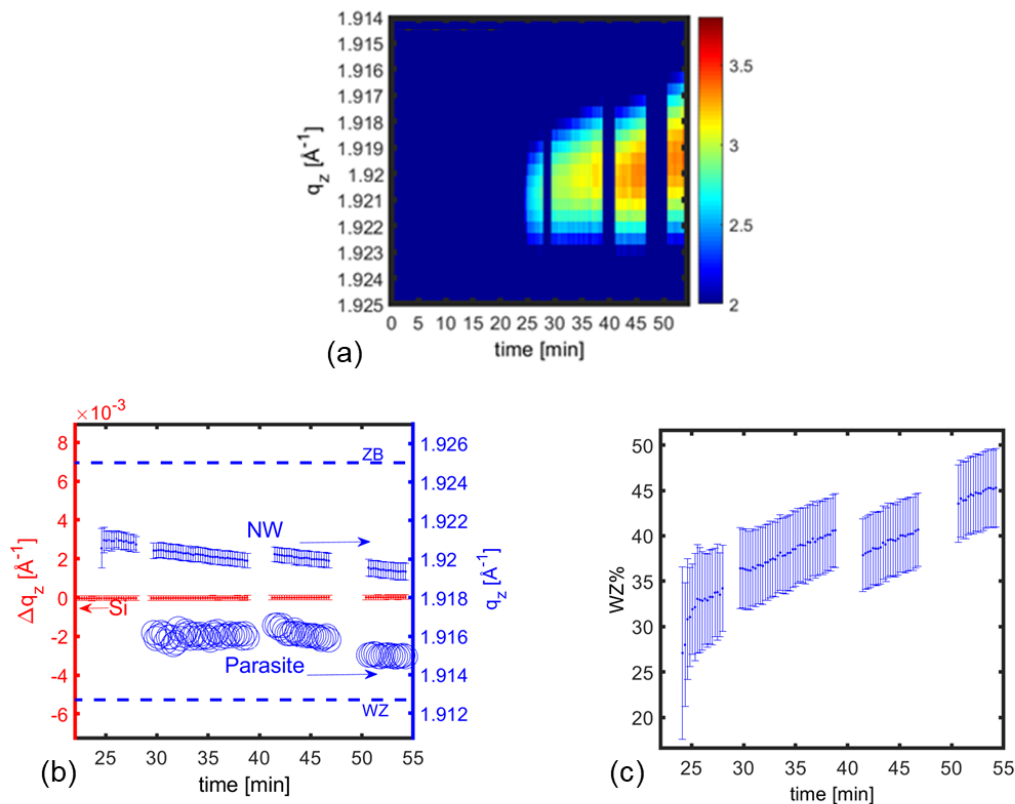 1.914
1.915
1.916
1.917
1.918
1.919
1.92
1.921
1.922
1.923
1.924
1.925
q_z [Å^-1]
0 5 10 15 20 25 30 35 40 45 50
time [min]
3.5
3
2.5
2
(a)
×10^-3
8
6
4
2
0
-2
-4
-6
Δq_z [Å^-1]
ZB
NW
Si
Parasite
WZ
1.926
1.924
1.922
1.92
1.918
1.916
1.914
1.912
q_z [Å^-1]
25 30 35 40 45 50 55
time [min]
(b)
50
45
40
35
30
25
20
WZ%
25 30 35 40 45 50 55
time [min]
(c)